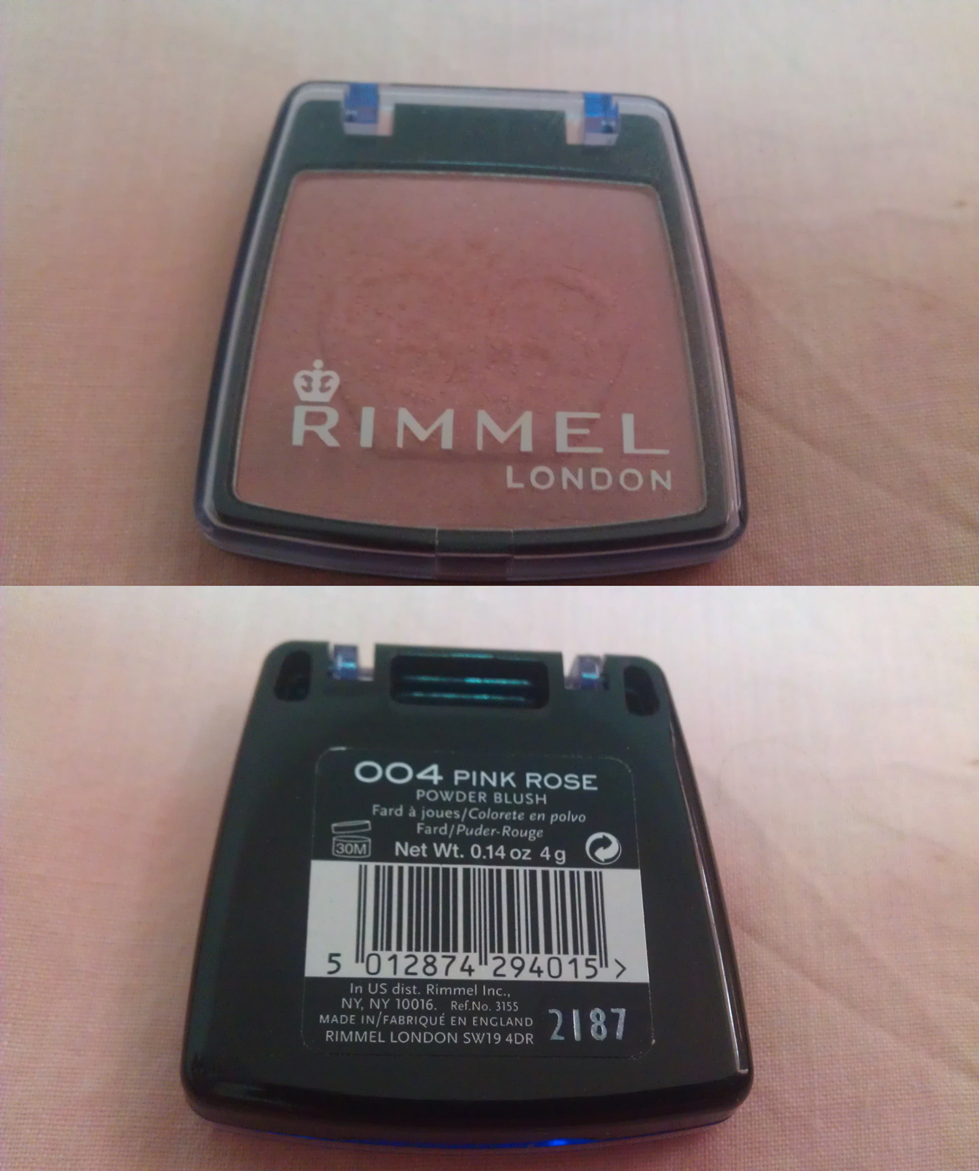 RIMMEL
LONDON
004 PINK ROSE
POWDER BLUSH
Fard à joues/Colorete en polvo
Fard/Puder-Rouge
30M Net Wt. 0.14 oz 4 g
5 012874 294015 >
In US dist. Rimmel Inc.,
NY, NY 10016. Ref.No. 3155
MADE IN/FABRIQUÉ EN ENGLAND
RIMMEL LONDON SW19 4DR 2187